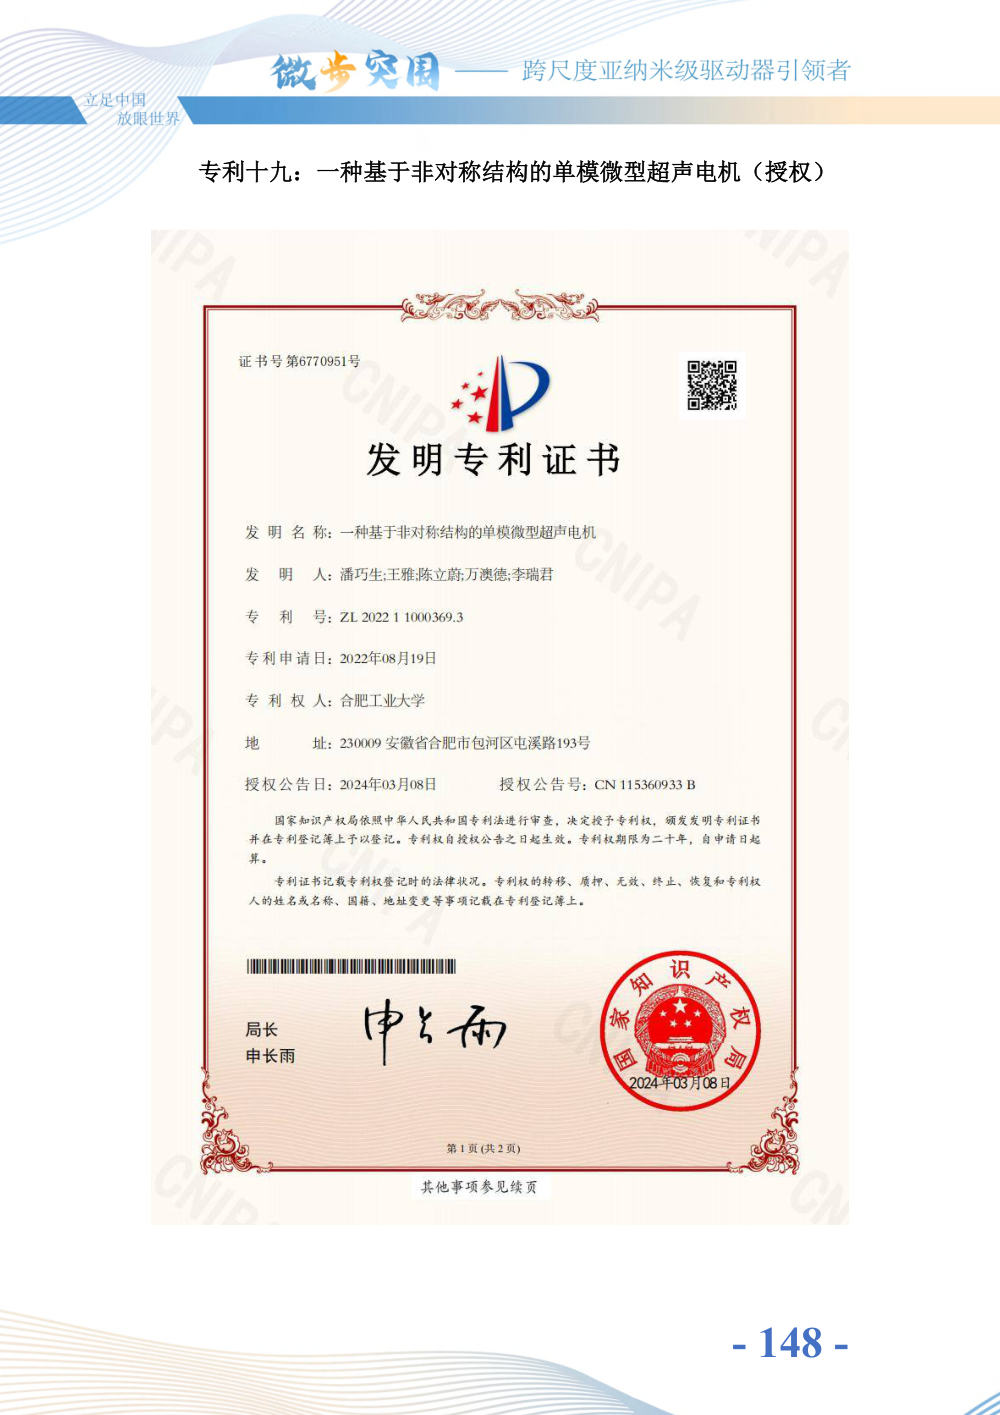 微步突围 —— 跨尺度亚纳米级驱动器引领者
立足中国
放眼世界
专利十九：一种基于非对称结构的单模微型超声电机（授权）
证书号第6770951号
发明专利证书
发明名称：一种基于非对称结构的单模微型超声电机
发明人：潘巧生;王雅;陈立蔚;万澳德;李瑞君
专利号：ZL 2022 1 1000369.3
专利申请日：2022年08月19日
专利权人：合肥工业大学
地址：230009 安徽省合肥市包河区屯溪路193号
授权公告日：2024年03月08日 授权公告号：CN 115360933 B
国家知识产权局依照中华人民共和国专利法进行审查，决定授予专利权，颁发发明专利证书
并在专利登记簿上予以登记。专利权自授权公告之日起生效。专利权期限为二十年，自申请日起
算。
专利证书记载专利权登记时的法律状况。专利权的转移、质押、无效、终止、恢复和专利权
人的姓名或名称、国籍、地址变更等事项记载在专利登记簿上。
局长
申长雨
申长雨
国家知识产权局
2024年03月08日
第 1 页 (共 2 页)
其他事项参见续页
CNIPA
CNIPA
CNIPA
CNIPA
- 148 -